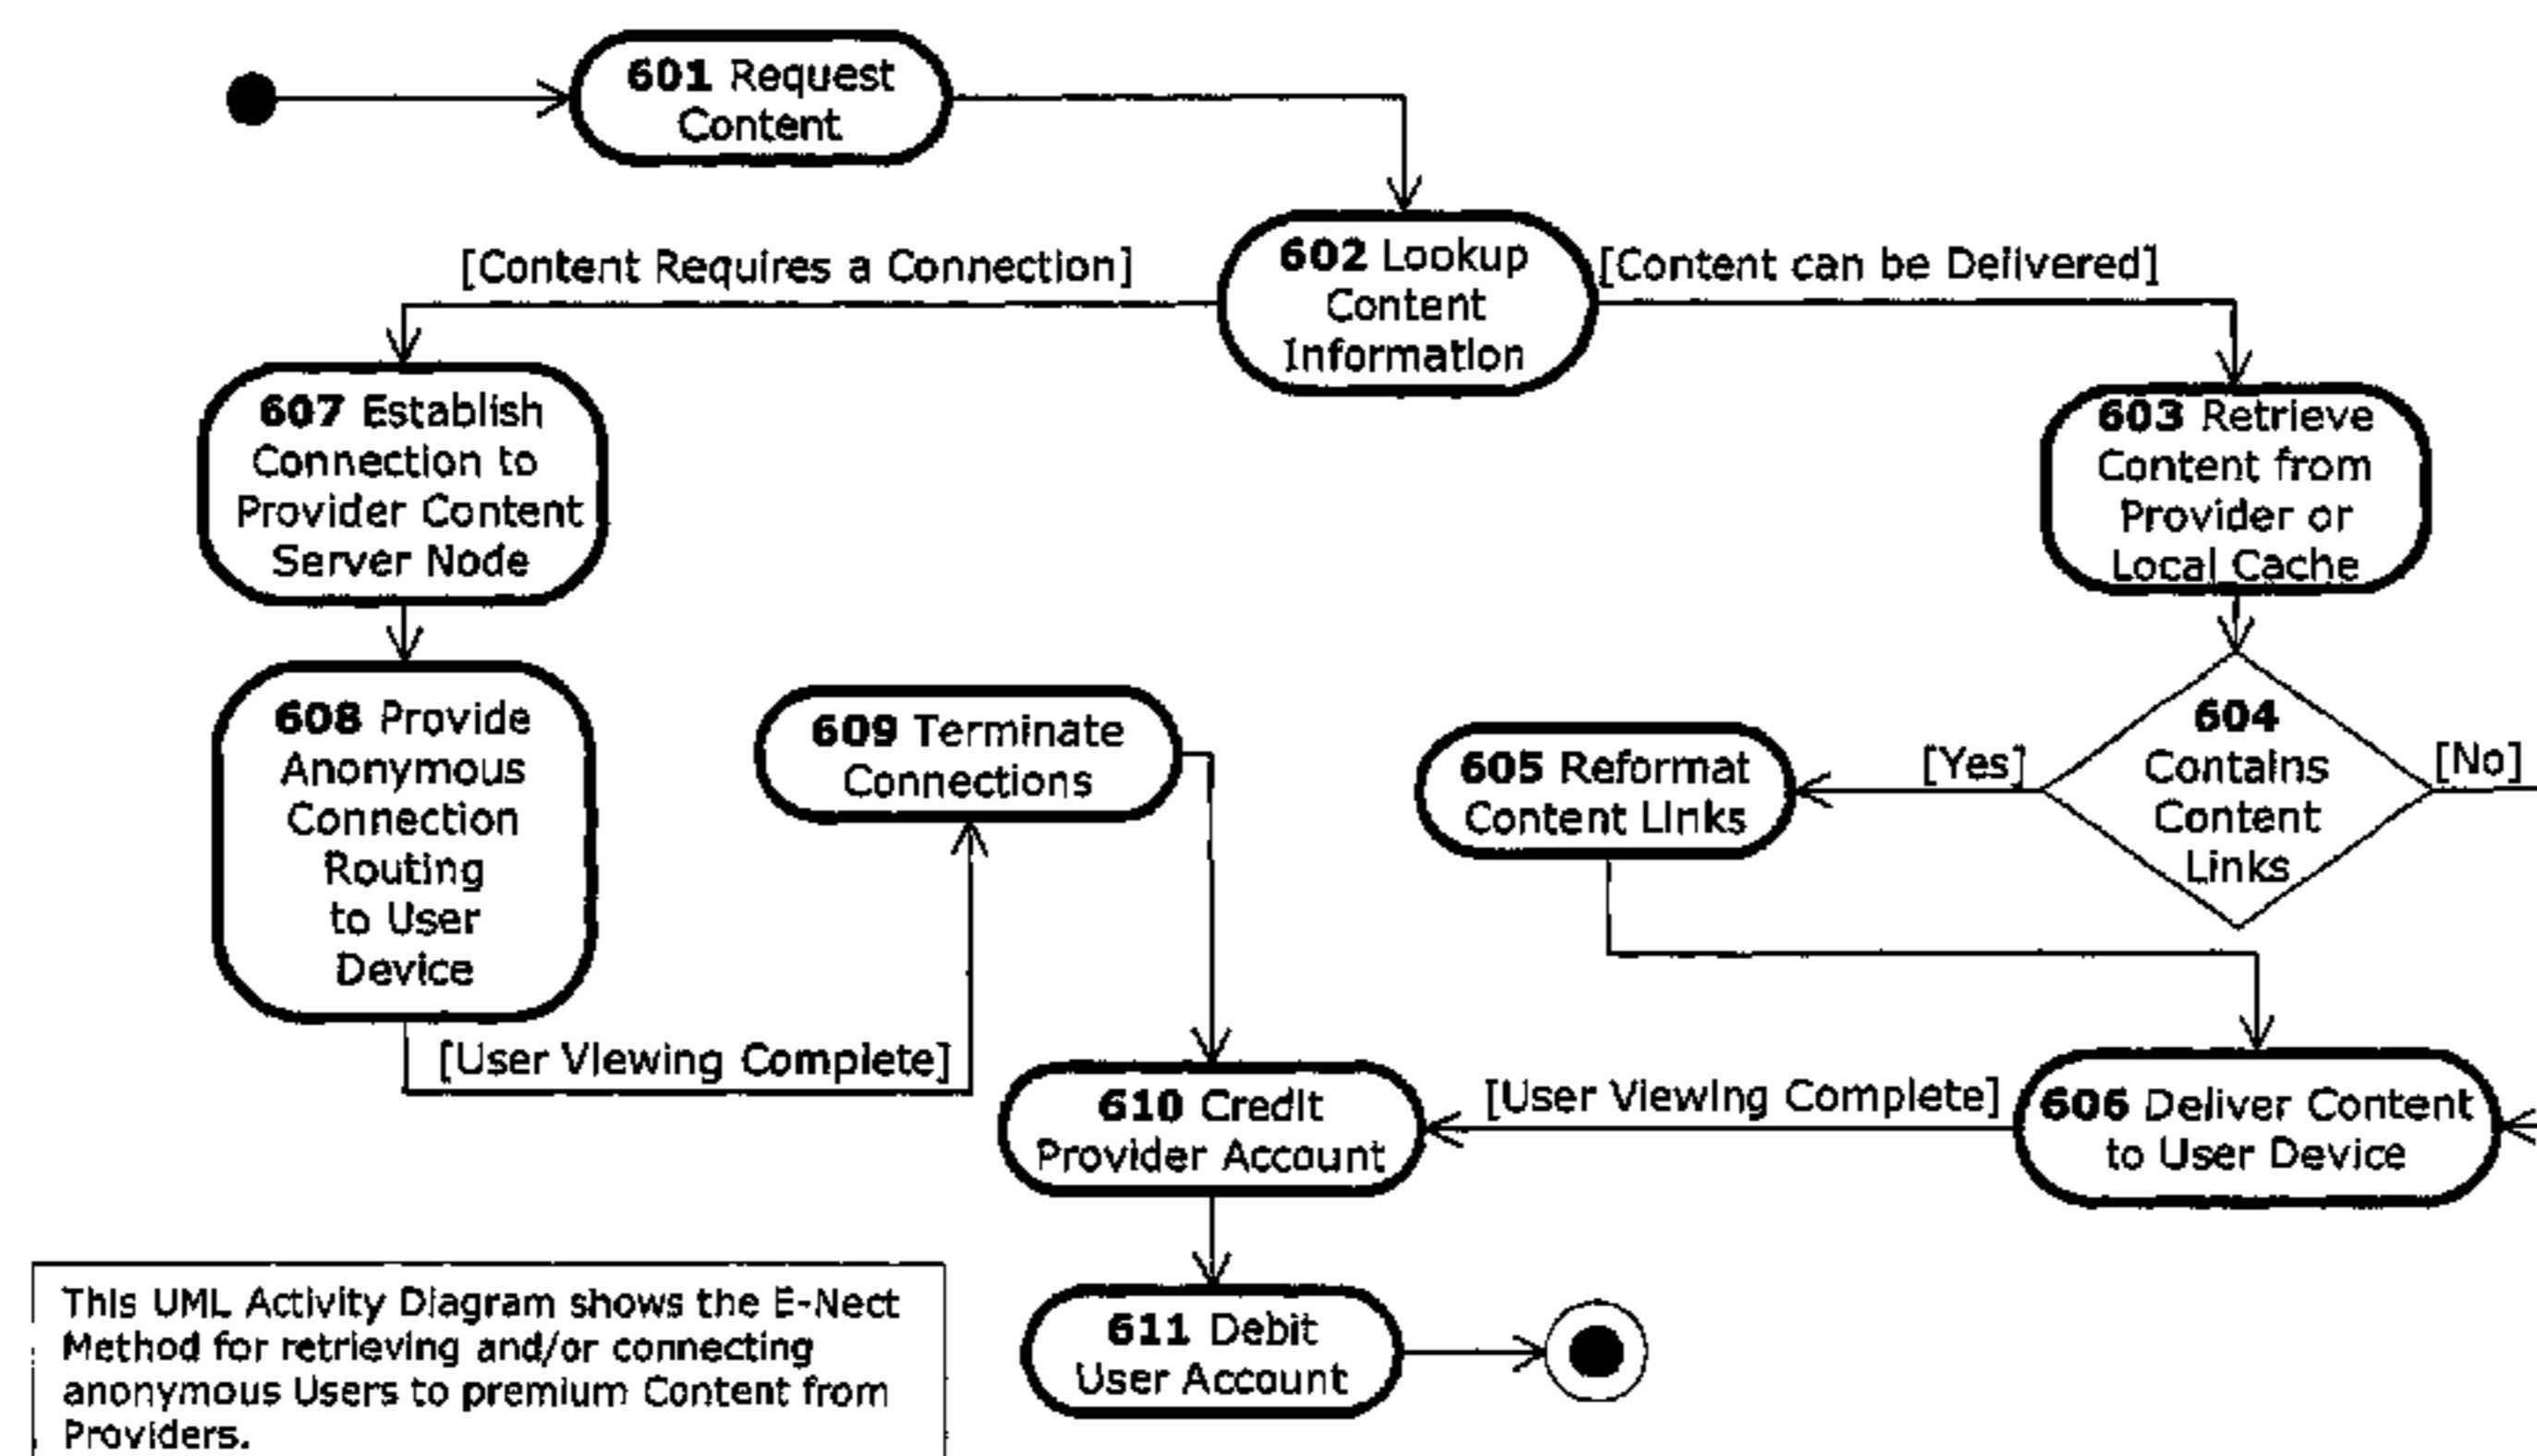 601 Request
Content
[Content Requires a Connection]
602 Lookup
Content
Information
[Content can be Delivered]
607 Establish
Connection to
Provider Content
Server Node
603 Retrieve
Content from
Provider or
Local Cache
608 Provide
Anonymous
Connection
Routing
to User
Device
609 Terminate
Connections
605 Reformat
Content Links
[Yes]
604
Contains
Content
Links
[No]
[User Viewing Complete]
610 Credit
Provider Account
[User Viewing Complete]
606 Deliver Content
to User Device
611 Debit
User Account
This UML Activity Diagram shows the E-Nect
Method for retrieving and/or connecting
anonymous Users to premium Content from
Providers.